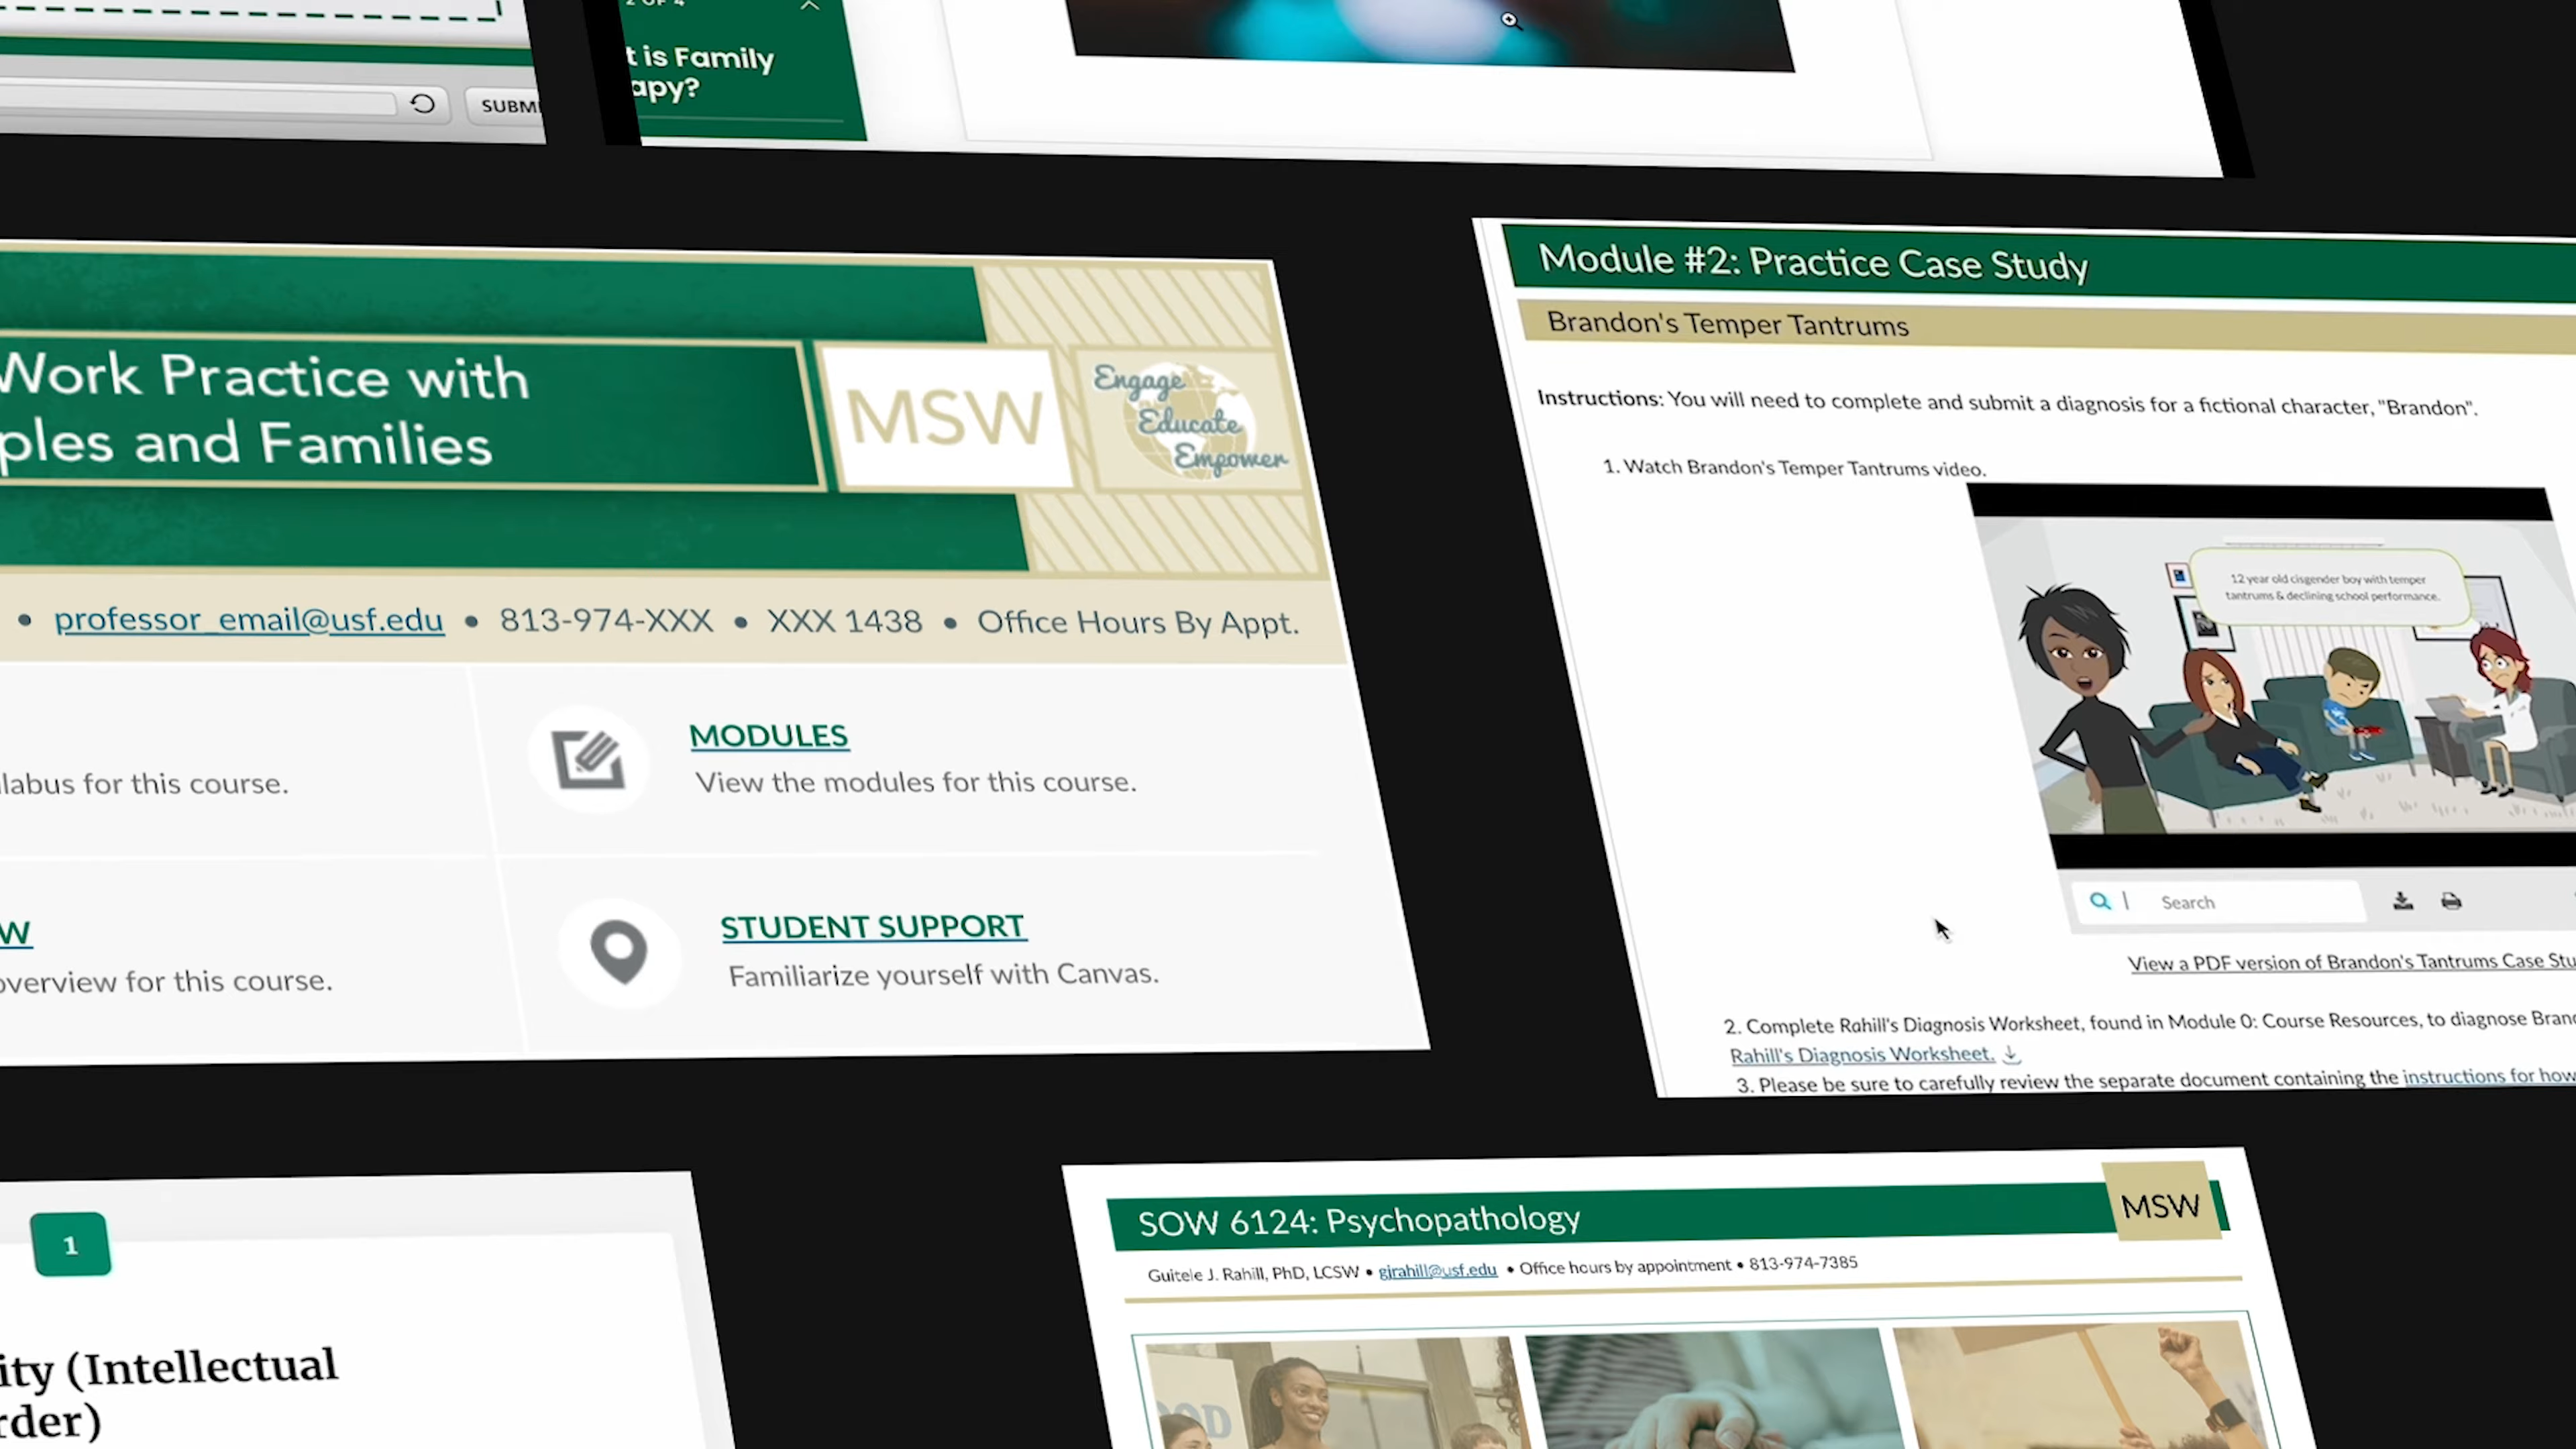 SUBM
t is Family
apy?
Work Practice with
ples and Families
MSW
Engage
Educate
Empower
• professor_email@usf.edu • 813-974-XXX • XXX 1438 • Office Hours By Appt.
llabus for this course.
MODULES
View the modules for this course.
W
overview for this course.
STUDENT SUPPORT
Familiarize yourself with Canvas.
Module #2: Practice Case Study
Brandon's Temper Tantrums
Instructions: You will need to complete and submit a diagnosis for a fictional character, "Brandon".
1. Watch Brandon's Temper Tantrums video.
12 year old cisgender boy with temper
tantrums & declining school performance.
Search
View a PDF version of Brandon's Tantrums Case Stu
2. Complete Rahill's Diagnosis Worksheet, found in Module 0: Course Resources, to diagnose Bran
Rahill's Diagnosis Worksheet.
3. Please be sure to carefully review the separate document containing the instructions for how
1
ity (Intellectual
rder)
SOW 6124: Psychopathology
MSW
Guitele J. Rahill, PhD, LCSW • girahill@usf.edu • Office hours by appointment • 813-974-7385